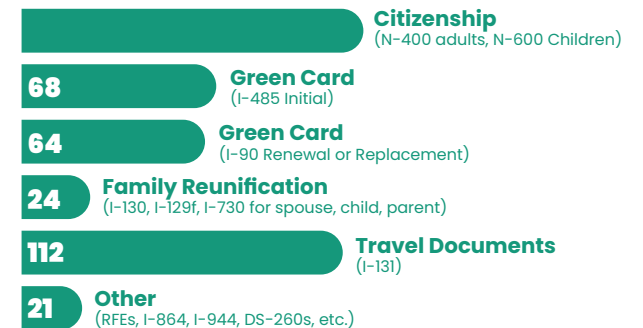 Citizenship
(N-400 adults, N-600 Children)
68
Green Card
(I-485 Initial)
64
Green Card
(I-90 Renewal or Replacement)
24
Family Reunification
(I-130, I-129f, I-730 for spouse, child, parent)
112
Travel Documents
(I-131)
21
Other
(RFEs, I-864, I-944, DS-260s, etc.)